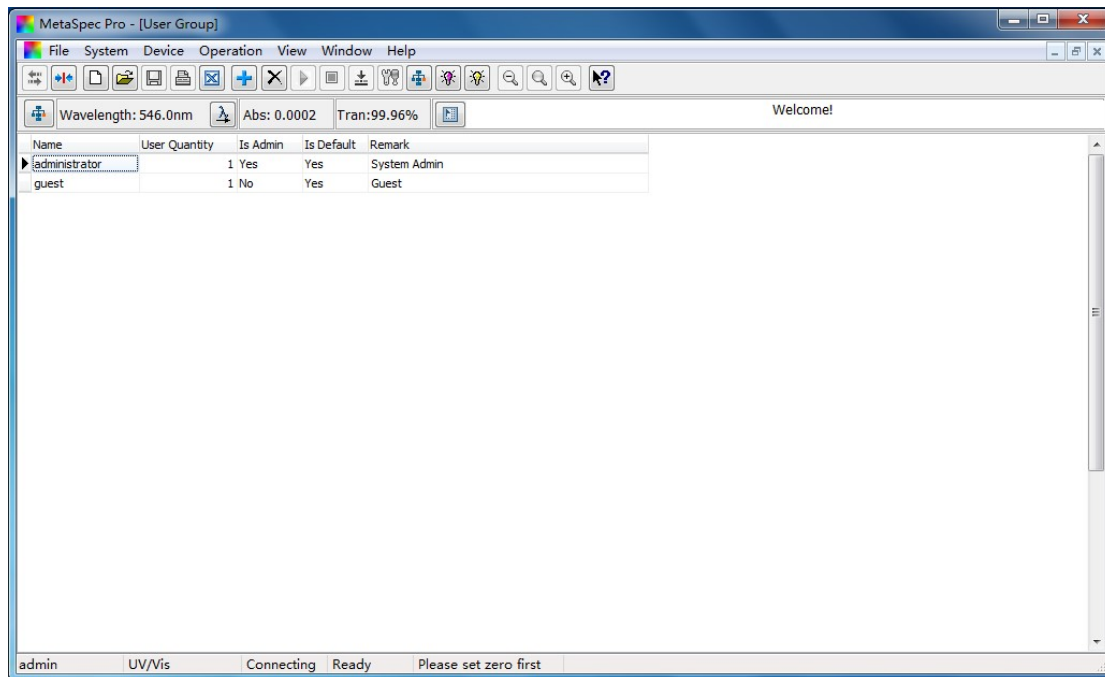 MetaSpec Pro - [User Group]
File System Device Operation View Window Help
Wavelength: 546.0nm λ Abs: 0.0002 Tran:99.96% Welcome!
Name User Quantity Is Admin Is Default Remark
administrator 1 Yes Yes System Admin
guest 1 No Yes Guest
admin UV/Vis Connecting Ready Please set zero first